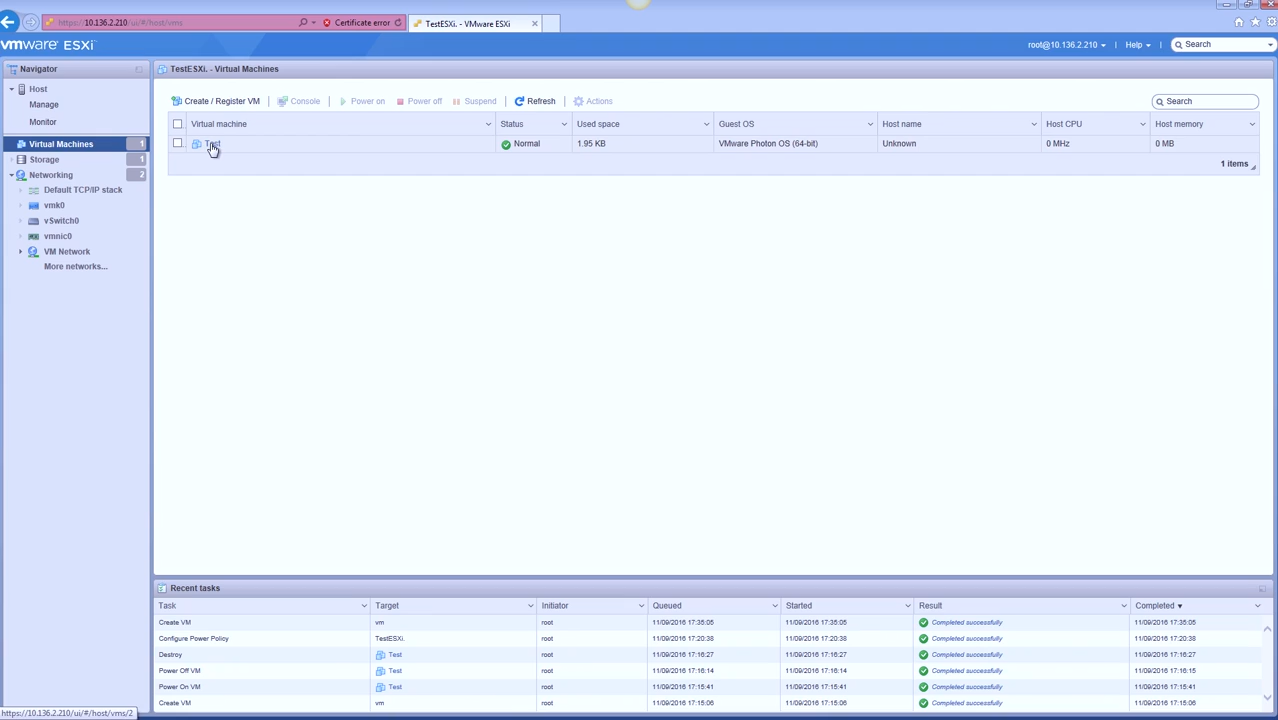 https://10.136.2.210/ui/#/host/vms Certificate error TestESXi. - VMware ESXi
vmware ESXi root@10.136.2.210 Help Search
Navigator TestESXi. - Virtual Machines
Host
Manage
Monitor
Virtual Machines 1
Storage 1
Networking 2
Default TCP/IP stack
vmk0
vSwitch0
vmnic0
VM Network
More networks...
Create / Register VM Console Power on Power off Suspend Refresh Actions Search
Virtual machine Status Used space Guest OS Host name Host CPU Host memory
Test Normal 1.95 KB VMware Photon OS (64-bit) Unknown 0 MHz 0 MB
1 items
Recent tasks
Task Target Initiator Queued Started Result Completed
Create VM vm root 11/09/2016 17:35:05 11/09/2016 17:35:05 Completed successfully 11/09/2016 17:35:05
Configure Power Policy TestESXi. root 11/09/2016 17:20:38 11/09/2016 17:20:38 Completed successfully 11/09/2016 17:20:38
Destroy Test root 11/09/2016 17:16:27 11/09/2016 17:16:27 Completed successfully 11/09/2016 17:16:27
Power Off VM Test root 11/09/2016 17:16:14 11/09/2016 17:16:14 Completed successfully 11/09/2016 17:16:15
Power On VM Test root 11/09/2016 17:15:41 11/09/2016 17:15:41 Completed successfully 11/09/2016 17:15:41
Create VM vm root 11/09/2016 17:15:06 11/09/2016 17:15:06 Completed successfully 11/09/2016 17:15:06
https://10.136.2.210/ui/#/host/vms/2